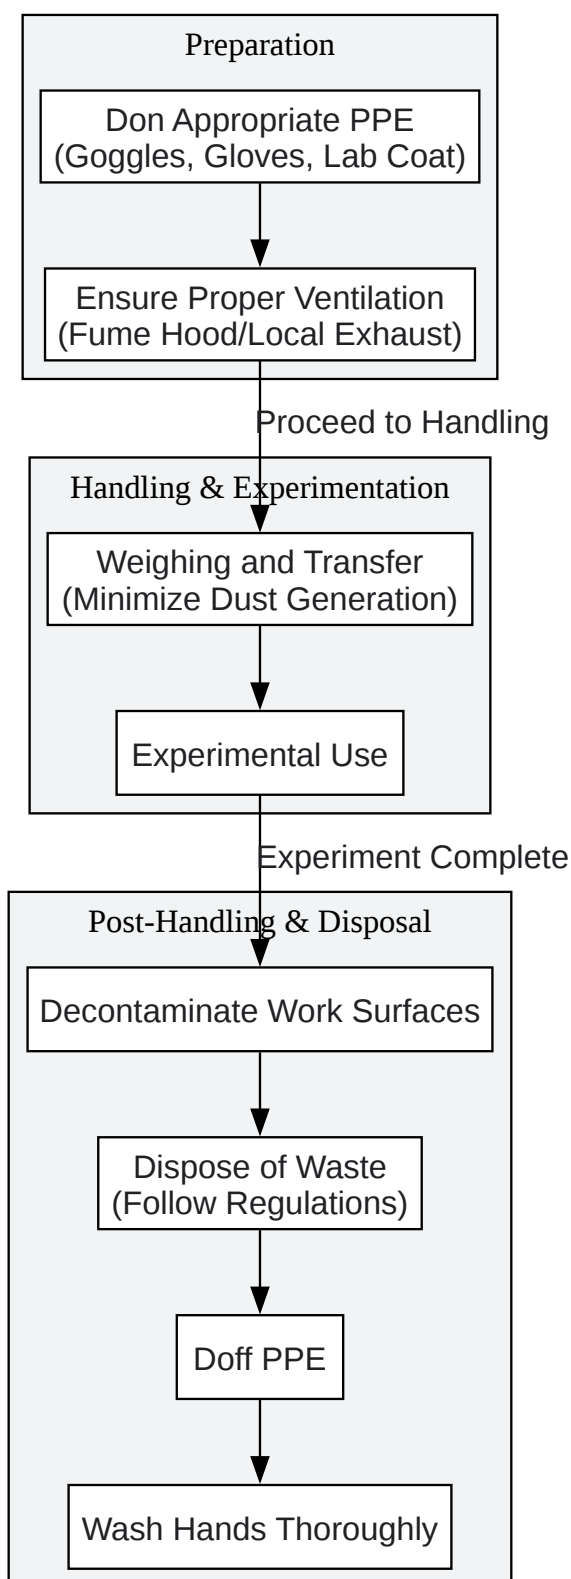 Preparation
Don Appropriate PPE
(Goggles, Gloves, Lab Coat)
Ensure Proper Ventilation
(Fume Hood/Local Exhaust)
Proceed to Handling
Handling & Experimentation
Weighing and Transfer
(Minimize Dust Generation)
Experimental Use
Experiment Complete
Post-Handling & Disposal
Decontaminate Work Surfaces
Dispose of Waste
(Follow Regulations)
Doff PPE
Wash Hands Thoroughly